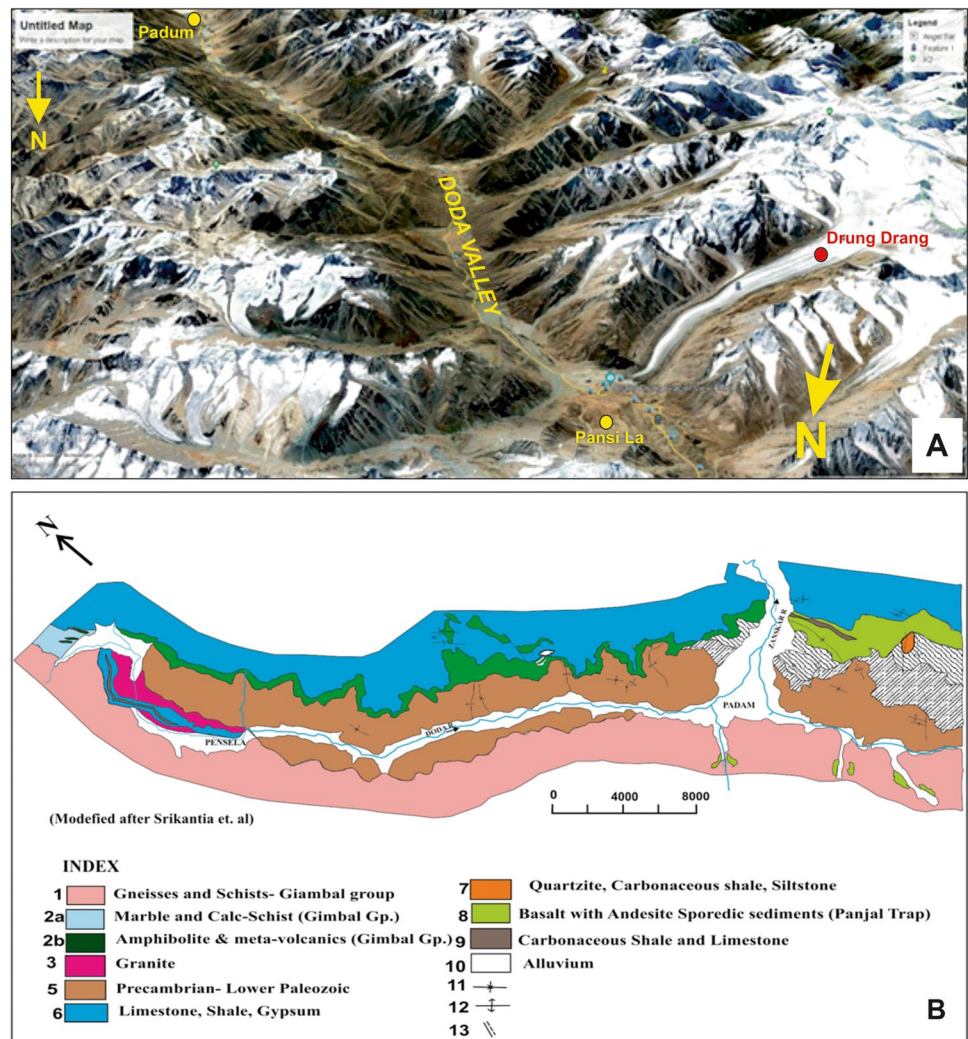 Untitled Map
Write a description for your map.
Padum
N
Legend
Feature 1
K2
DODA VALLEY
Drung Drang
Pansi La
N
A
N
ZANSKAR R
PADAM
DODA R
PENSELA
0 4000 8000
(Modefied after Srikantia et. al)
INDEX
1 Gneisses and Schists- Giambal group
2a Marble and Calc-Schist (Gimbal Gp.)
2b Amphibolite & meta-volcanics (Gimbal Gp.)
3 Granite
5 Precambrian- Lower Paleozoic
6 Limestone, Shale, Gypsum
7 Quartzite, Carbonaceous shale, Siltstone
8 Basalt with Andesite Sporedic sediments (Panjal Trap)
9 Carbonaceous Shale and Limestone
10 Alluvium
11
12
13
B